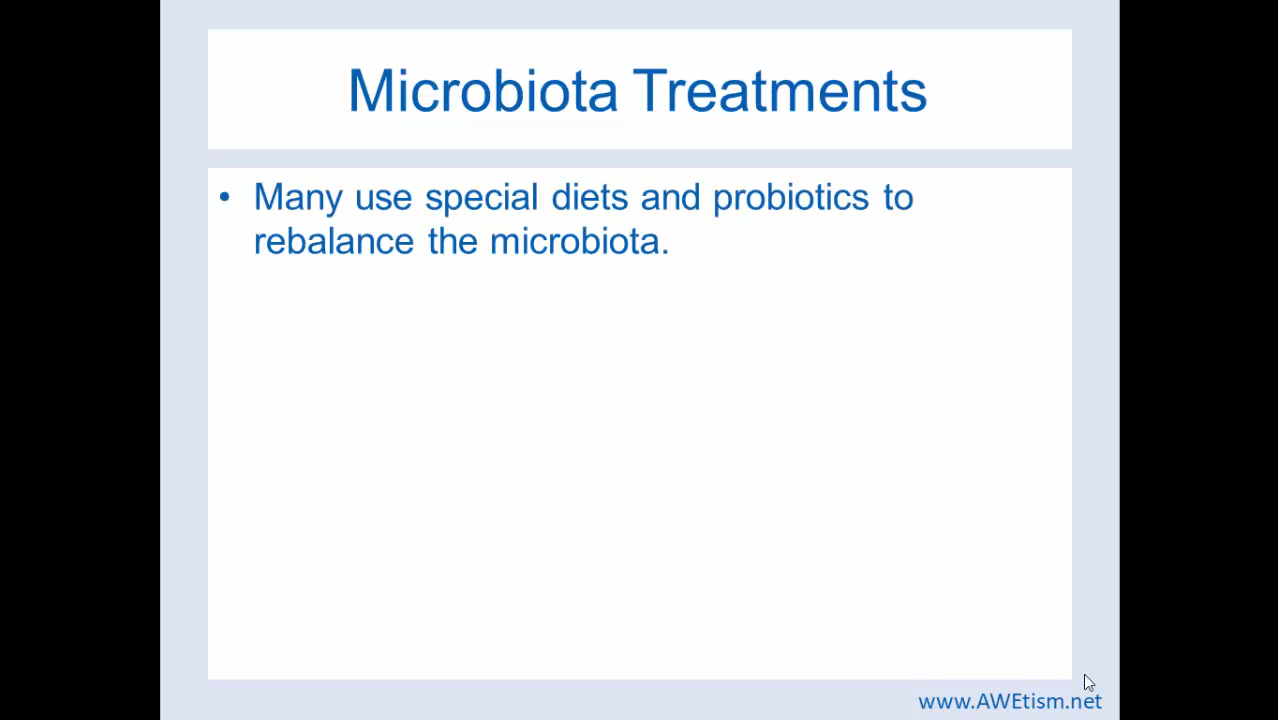 Microbiota Treatments
• Many use special diets and probiotics to
rebalance the microbiota.
www.AWEtism.net